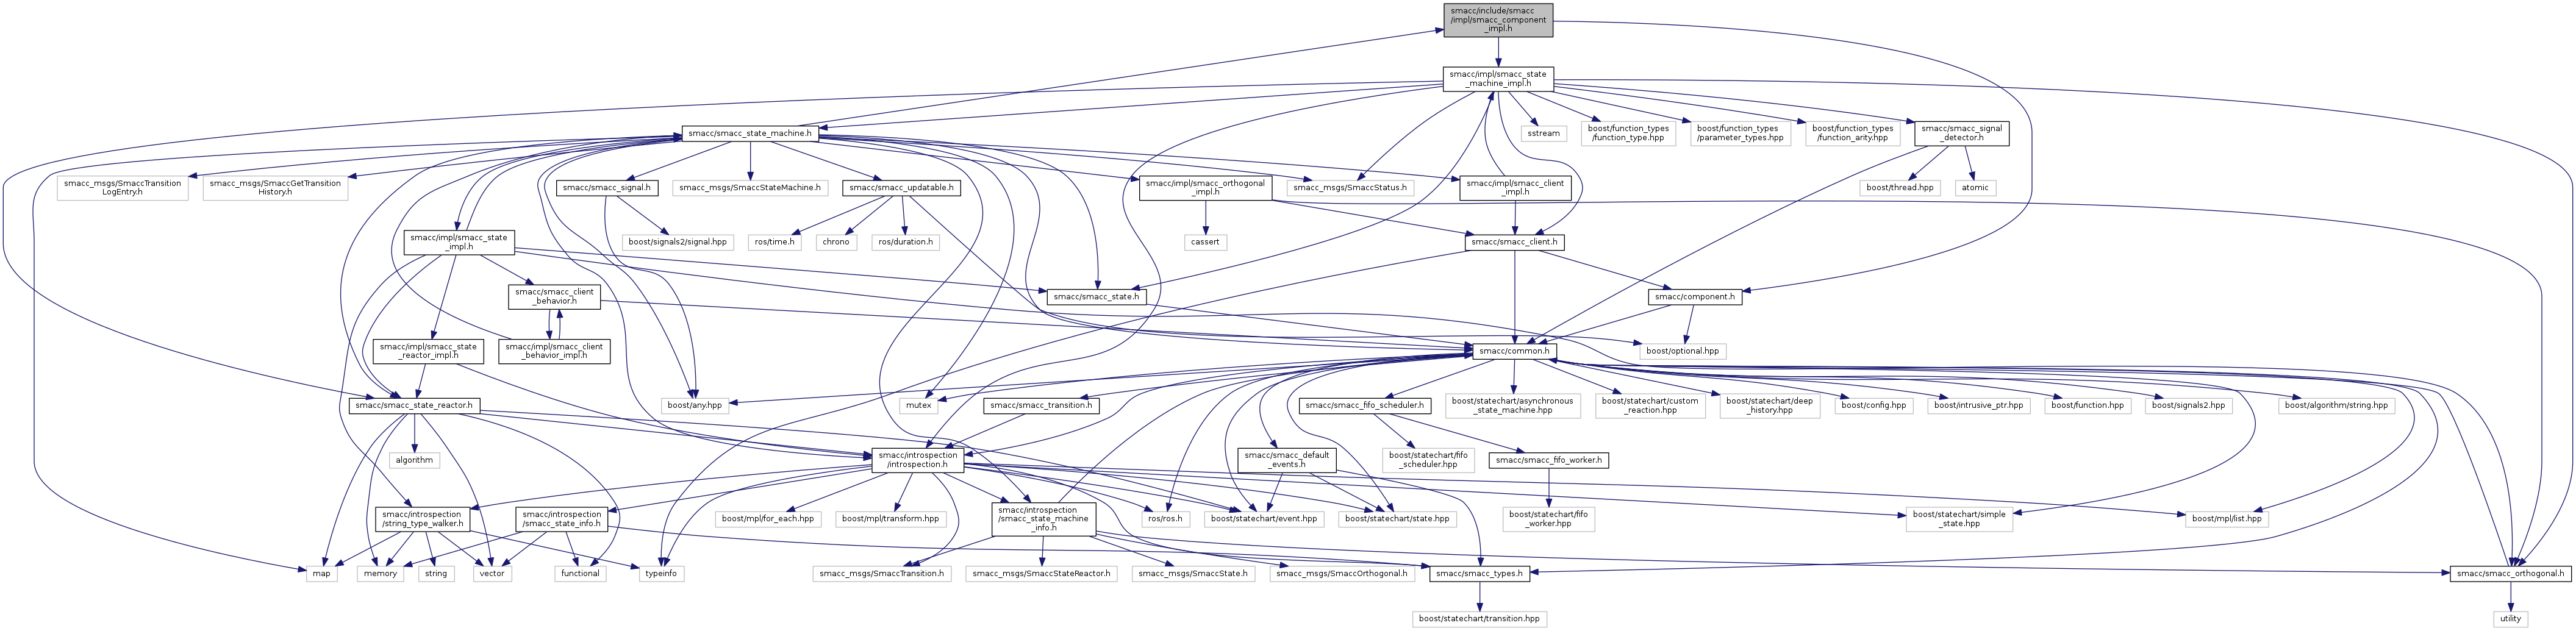 smacc/include/smacc
/impl/smacc_component
_impl.h
smacc/impl/smacc_state
_machine_impl.h
smacc/smacc_state_machine.h
sstream
boost/function_types
/function_type.hpp
boost/function_types
/parameter_types.hpp
boost/function_types
/function_arity.hpp
smacc/smacc_signal
_detector.h
smacc_msgs/SmaccTransition
LogEntry.h
smacc_msgs/SmaccGetTransition
History.h
smacc/smacc_signal.h
smacc_msgs/SmaccStateMachine.h
smacc/smacc_updatable.h
smacc/impl/smacc_orthogonal
_impl.h
smacc_msgs/SmaccStatus.h
smacc/impl/smacc_client
_impl.h
boost/thread.hpp
atomic
smacc/impl/smacc_state
_impl.h
boost/signals2/signal.hpp
ros/time.h
chrono
ros/duration.h
cassert
smacc/smacc_client.h
smacc/smacc_client
_behavior.h
smacc/smacc_state.h
smacc/component.h
smacc/impl/smacc_state
_reactor_impl.h
smacc/impl/smacc_client
_behavior_impl.h
smacc/common.h
boost/optional.hpp
smacc/smacc_state_reactor.h
boost/any.hpp
mutex
smacc/smacc_transition.h
smacc/smacc_fifo_scheduler.h
boost/statechart/asynchronous
_state_machine.hpp
boost/statechart/custom
_reaction.hpp
boost/statechart/deep
_history.hpp
boost/config.hpp
boost/intrusive_ptr.hpp
boost/function.hpp
boost/signals2.hpp
boost/algorithm/string.hpp
algorithm
smacc/introspection
/introspection.h
smacc/smacc_default
_events.h
boost/statechart/fifo
_scheduler.hpp
smacc/smacc_fifo_worker.h
smacc/introspection
/string_type_walker.h
smacc/introspection
/smacc_state_info.h
boost/mpl/for_each.hpp
boost/mpl/transform.hpp
smacc/introspection
/smacc_state_machine
_info.h
ros/ros.h
boost/statechart/event.hpp
boost/statechart/state.hpp
boost/statechart/fifo
_worker.hpp
boost/statechart/simple
_state.hpp
boost/mpl/list.hpp
map
memory
string
vector
functional
typeinfo
smacc_msgs/SmaccTransition.h
smacc_msgs/SmaccStateReactor.h
smacc_msgs/SmaccState.h
smacc_msgs/SmaccOrthogonal.h
smacc/smacc_types.h
smacc/smacc_orthogonal.h
boost/statechart/transition.hpp
utility